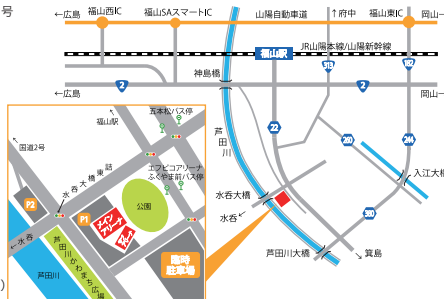 号
←広島
福山西IC
福山SAスマートIC
山陽自動車道
↑府中
福山東IC
岡山→
福山駅
JR山陽本線/山陽新幹線
313
182
神島橋
2
2
←広島
岡山→
芦田川
22
244
380
入江大橋
水呑大橋
水呑↙
芦田川大橋
↘箕島
五本松バス停
↖福山駅
↖国道2号
水呑大橋東詰
エフピコアリーナ
ふくやま前バス停
公園
P2
P1
メイン
アリーナ
サブ
←水呑
芦田川かわまち広場
芦田川
臨時
駐車場
)